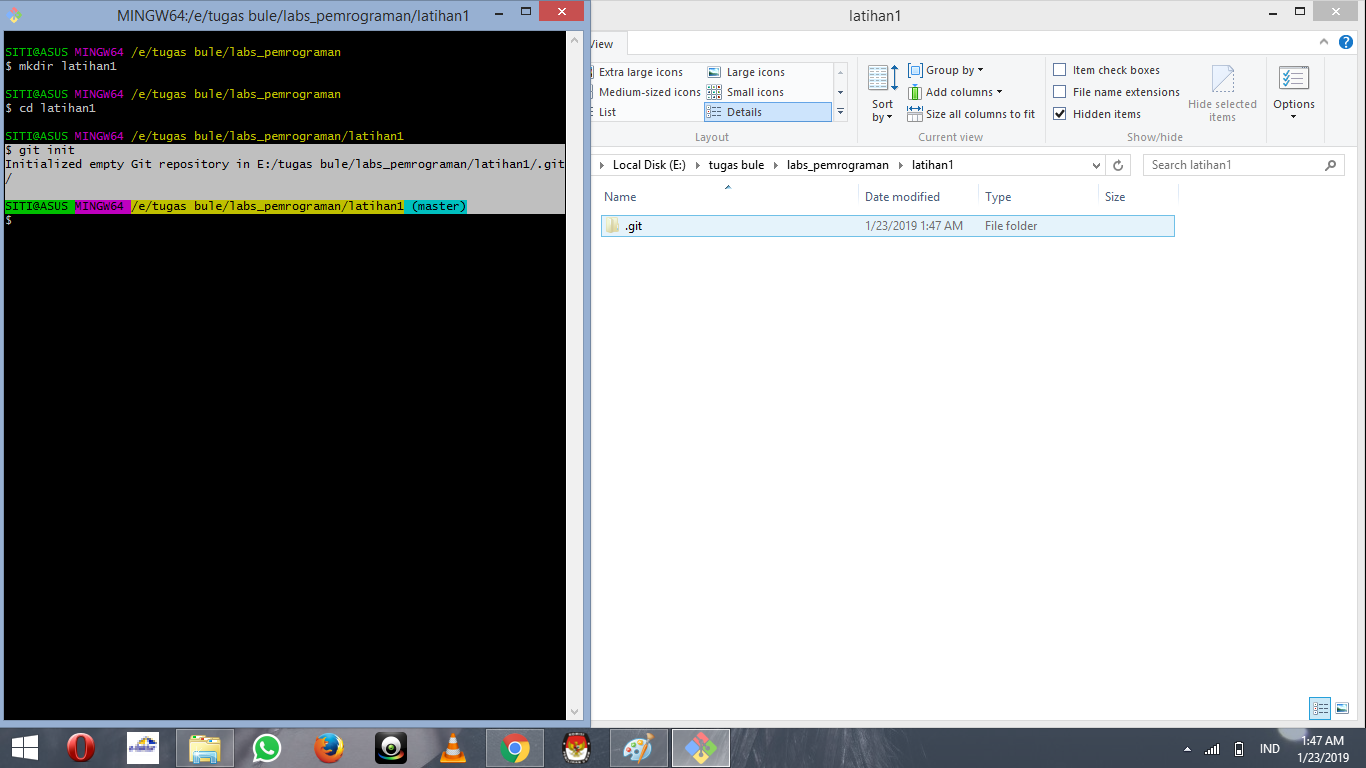 MINGW64:/e/tugas bule/labs_pemrograman/latihan1
SITI@ASUS MINGW64 /e/tugas bule/labs_pemrograman
$ mkdir latihan1
SITI@ASUS MINGW64 /e/tugas bule/labs_pemrograman
$ cd latihan1
SITI@ASUS MINGW64 /e/tugas bule/labs_pemrograman/latihan1
$ git init
Initialized empty Git repository in E:/tugas bule/labs_pemrograman/latihan1/.git
/
SITI@ASUS MINGW64 /e/tugas bule/labs_pemrograman/latihan1 (master)
$
latihan1
View
Extra large icons Large icons
Medium-sized icons Small icons
List Details
Layout
Sort by
Group by
Add columns
Size all columns to fit
Current view
Item check boxes
File name extensions
Hidden items
Hide selected items
Show/hide
Options
Local Disk (E:) tugas bule labs_pemrograman latihan1
Search latihan1
Name Date modified Type Size
.git 1/23/2019 1:47 AM File folder
IND
1:47 AM
1/23/2019